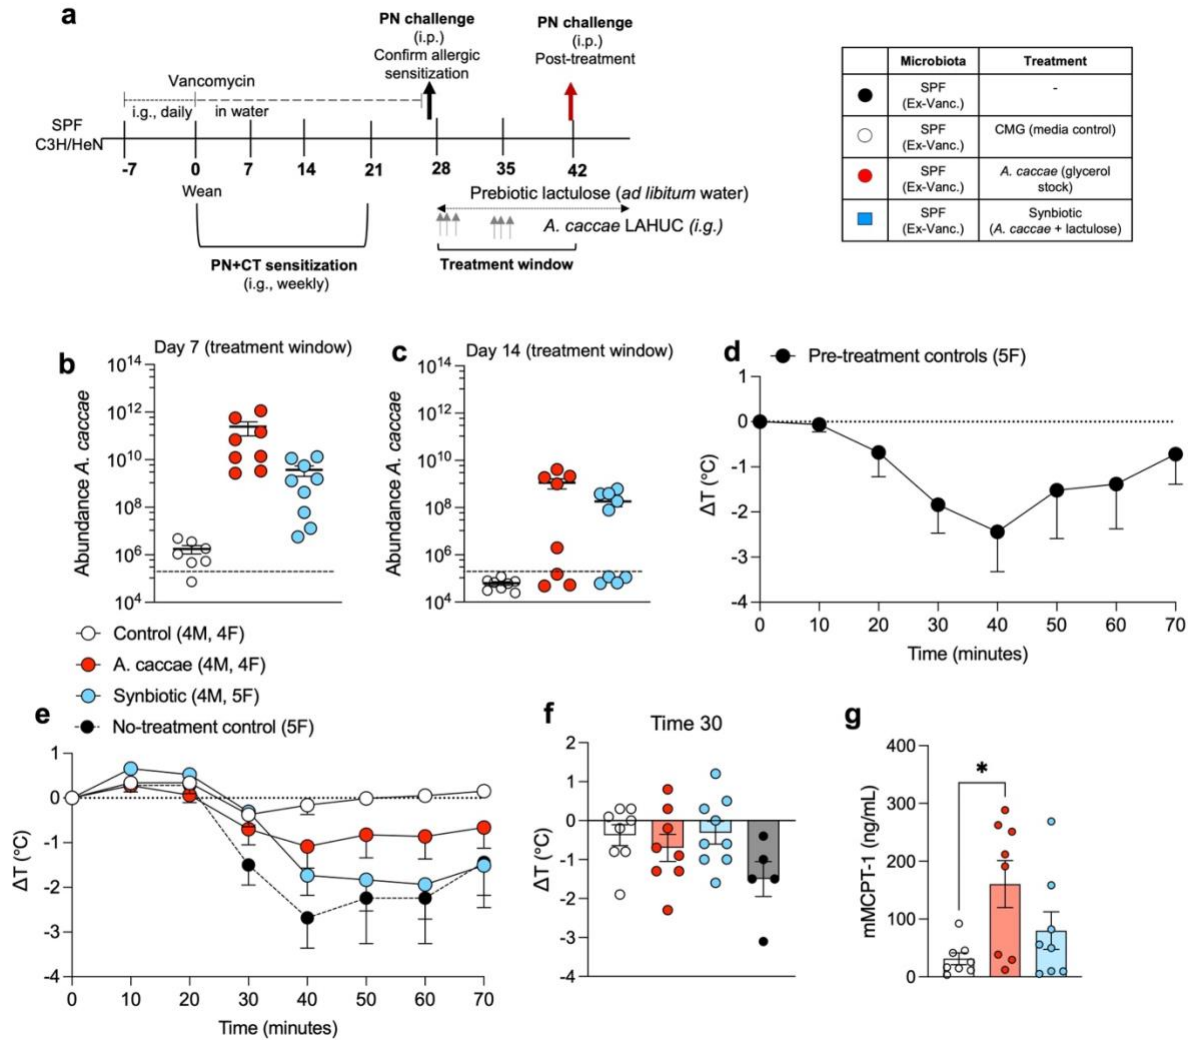 a
PN challenge
(i.p.)
Confirm allergic
sensitization
PN challenge
(i.p.)
Post-treatment
Vancomycin
i.g., daily
in water
SPF
C3H/HeN
-7
0
7
14
21
28
35
42
Wean
Prebiotic lactulose (ad libitum water)
A. caccae LAHUC (i.g.)
PN+CT sensitization
(i.g., weekly)
Treatment window
Microbiota
Treatment
SPF
(Ex-Vanc.)
-
SPF
(Ex-Vanc.)
CMG (media control)
SPF
(Ex-Vanc.)
A. caccae (glycerol
stock)
SPF
(Ex-Vanc.)
Synbiotic
(A. caccae + lactulose)
b
Day 7 (treatment window)
Abundance A. caccae
10¹⁴
10¹²
10¹⁰
10⁸
10⁶
10⁴
c
Day 14 (treatment window)
Abundance A. caccae
10¹⁴
10¹²
10¹⁰
10⁸
10⁶
10⁴
d
Pre-treatment controls (5F)
ΔT (°C)
1
0
-1
-2
-3
-4
0 10 20 30 40 50 60 70
Time (minutes)
Control (4M, 4F)
A. caccae (4M, 4F)
Synbiotic (4M, 5F)
No-treatment control (5F)
e
ΔT (°C)
1
0
-1
-2
-3
-4
0 10 20 30 40 50 60 70
Time (minutes)
f
Time 30
ΔT (°C)
2
1
0
-1
-2
-3
-4
g
mMCPT-1 (ng/mL)
400
300
200
100
0
*